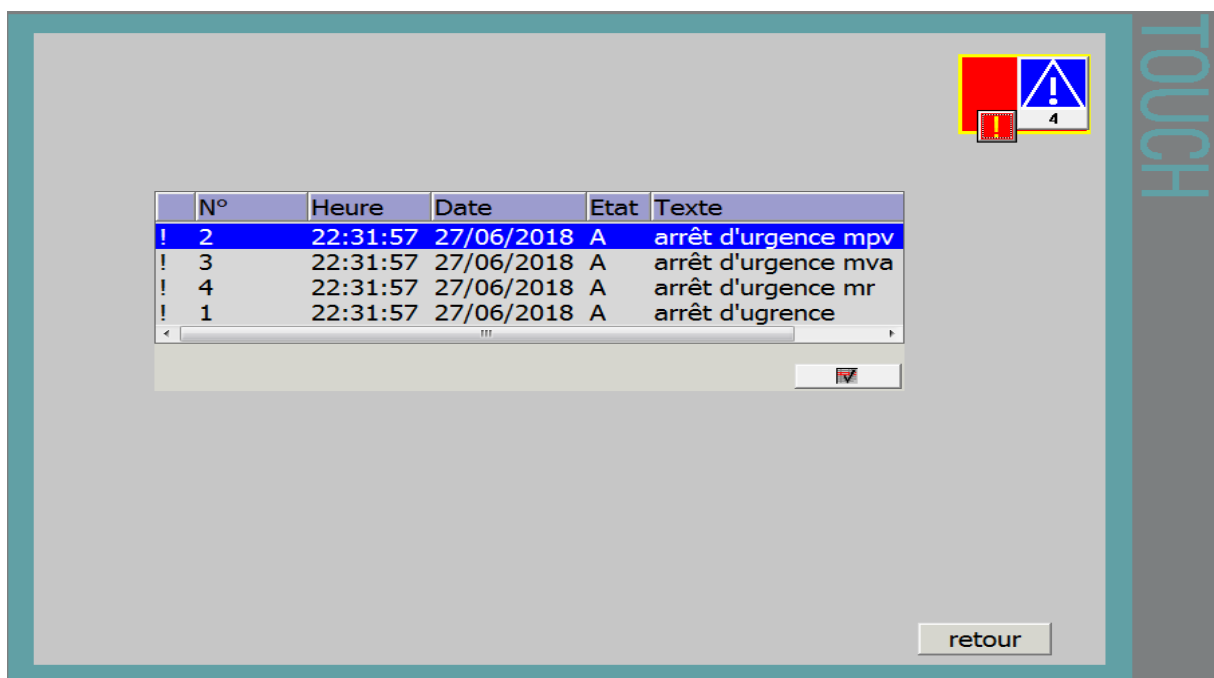 TOUCH
4
N° Heure Date Etat Texte
! 2 22:31:57 27/06/2018 A arrêt d'urgence mpv
! 3 22:31:57 27/06/2018 A arrêt d'urgence mva
! 4 22:31:57 27/06/2018 A arrêt d'urgence mr
! 1 22:31:57 27/06/2018 A arrêt d'ugrence
retour